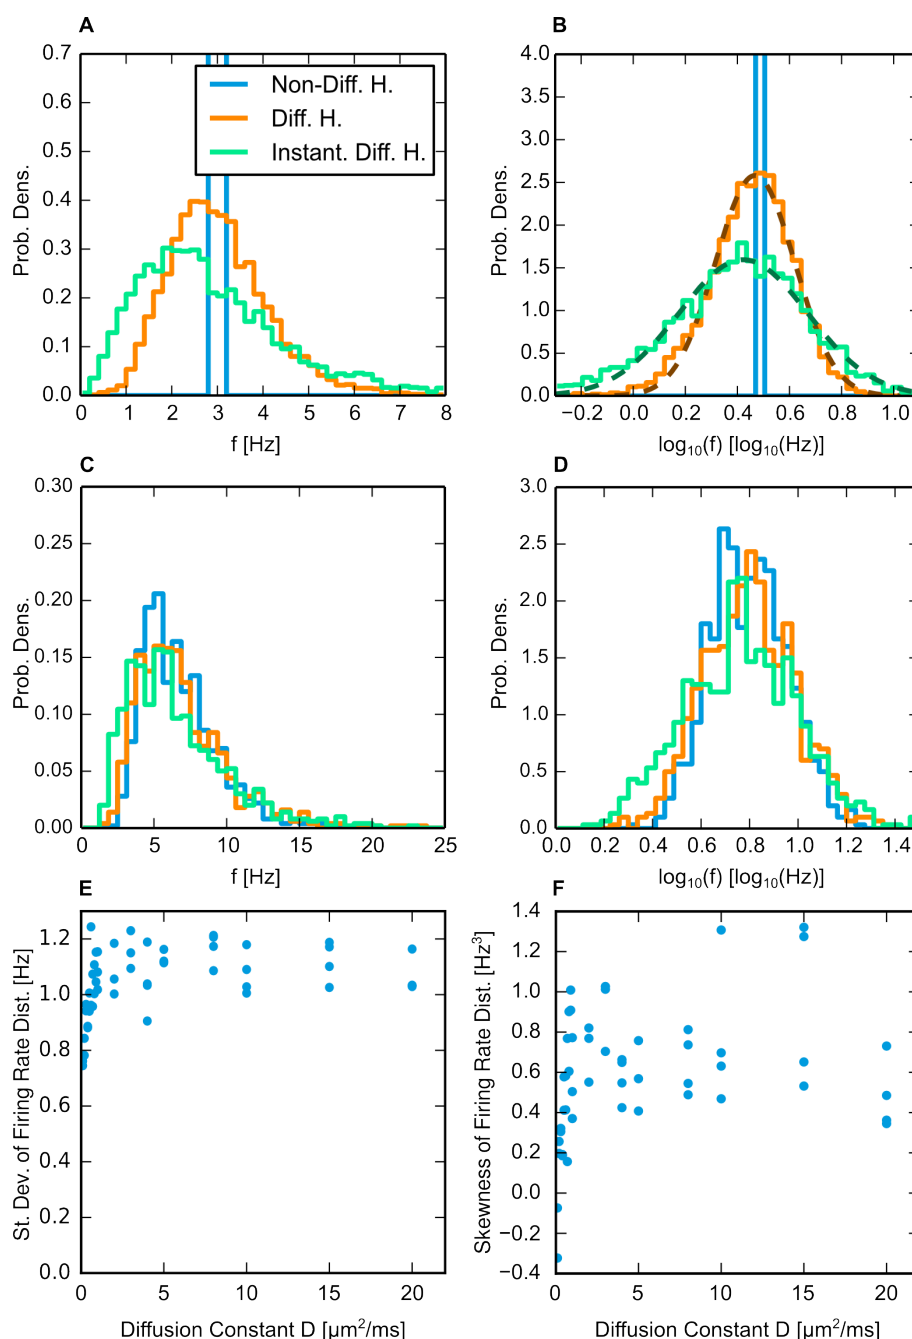 A
0.7
0.6
0.5
0.4
0.3
0.2
0.1
0.0
Prob. Dens.
Non-Diff. H.
Diff. H.
Instant. Diff. H.
0 1 2 3 4 5 6 7 8
f [Hz]
B
4.0
3.5
3.0
2.5
2.0
1.5
1.0
0.5
0.0
Prob. Dens.
−0.2 0.0 0.2 0.4 0.6 0.8 1.0
log₁₀(f) [log₁₀(Hz)]
C
0.30
0.25
0.20
0.15
0.10
0.05
0.00
Prob. Dens.
0 5 10 15 20 25
f [Hz]
D
3.0
2.5
2.0
1.5
1.0
0.5
0.0
Prob. Dens.
0.0 0.2 0.4 0.6 0.8 1.0 1.2 1.4
log₁₀(f) [log₁₀(Hz)]
E
1.2
1.0
0.8
0.6
0.4
0.2
0.0
St. Dev. of Firing Rate Dist. [Hz]
0 5 10 15 20
Diffusion Constant D [µm²/ms]
F
1.4
1.2
1.0
0.8
0.6
0.4
0.2
0.0
−0.2
−0.4
Skewness of Firing Rate Dist. [Hz³]
0 5 10 15 20
Diffusion Constant D [µm²/ms]